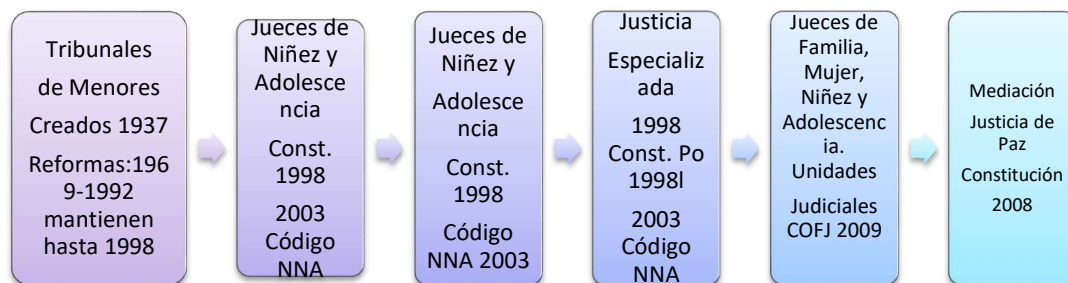 Tribunales
de Menores
Creados 1937
Reformas:196
9-1992
mantienen
hasta 1998
Jueces de
Niñez y
Adolesce
ncia
Const.
1998
2003
Código
NNA
Jueces de
Niñez y
Adolesce
ncia
Const.
1998
Código
NNA 2003
Justicia
Especializ
ada
1998
Const. Po
1998l
2003
Código
NNA
Jueces de
Familia,
Mujer,
Niñez y
Adolescenc
ia.
Unidades
Judiciales
COFJ 2009
Mediación
Justicia de
Paz
Constitución
2008